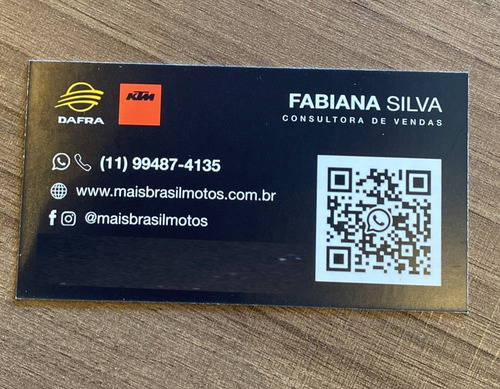 DAFRA
KTM
FABIANA SILVA
CONSULTORA DE VENDAS
(11) 99487-4135
www.maisbrasilmotos.com.br
@maisbrasilmotos